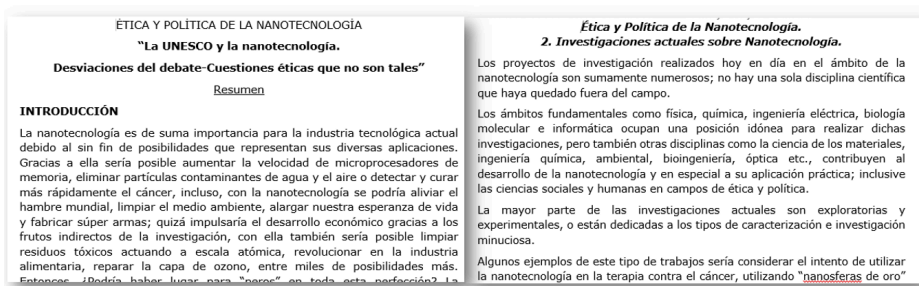 ÉTICA Y POLÍTICA DE LA NANOTECNOLOGÍA
"La UNESCO y la nanotecnología.
Desviaciones del debate-Cuestiones éticas que no son tales"
Resumen
INTRODUCCIÓN
La nanotecnología es de suma importancia para la industria tecnológica actual
debido al sin fin de posibilidades que representan sus diversas aplicaciones.
Gracias a ella sería posible aumentar la velocidad de microprocesadores de
memoria, eliminar partículas contaminantes de agua y el aire o detectar y curar
más rápidamente el cáncer, incluso, con la nanotecnología se podría aliviar el
hambre mundial, limpiar el medio ambiente, alargar nuestra esperanza de vida
y fabricar súper armas; quizá impulsaría el desarrollo económico gracias a los
frutos indirectos de la investigación, con ella también sería posible limpiar
residuos tóxicos actuando a escala atómica, revolucionar en la industria
alimentaria, reparar la capa de ozono, entre miles de posibilidades más.
Entonces, ¿Podría haber lugar para "peros" en toda esta perfección? La
Ética y Política de la Nanotecnología.
2. Investigaciones actuales sobre Nanotecnología.
Los proyectos de investigación realizados hoy en día en el ámbito de la
nanotecnología son sumamente numerosos; no hay una sola disciplina científica
que haya quedado fuera del campo.
Los ámbitos fundamentales como física, química, ingeniería eléctrica, biología
molecular e informática ocupan una posición idónea para realizar dichas
investigaciones, pero también otras disciplinas como la ciencia de los materiales,
ingeniería química, ambiental, bioingeniería, óptica etc., contribuyen al
desarrollo de la nanotecnología y en especial a su aplicación práctica; inclusive
las ciencias sociales y humanas en campos de ética y política.
La mayor parte de las investigaciones actuales son exploratorias y
experimentales, o están dedicadas a los tipos de caracterización e investigación
minuciosa.
Algunos ejemplos de este tipo de trabajos sería considerar el intento de utilizar
la nanotecnología en la terapia contra el cáncer, utilizando "nanosferas de oro"